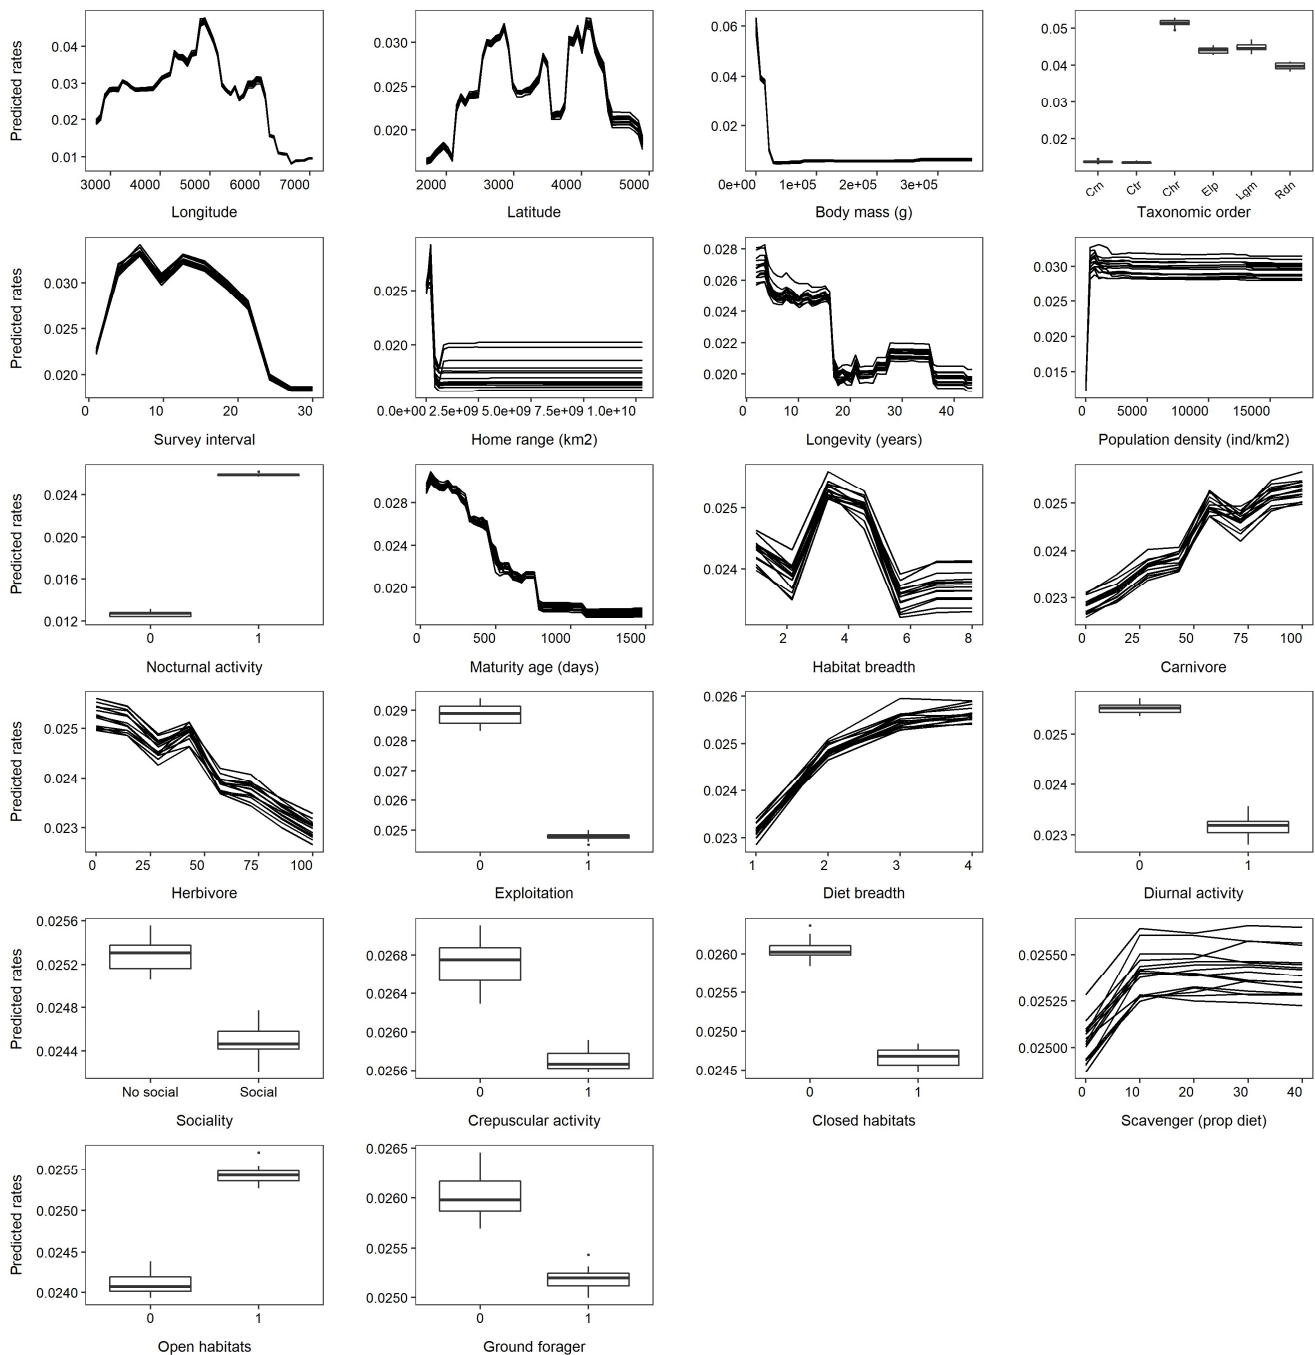 Predicted rates
0.04
0.03
0.02
0.01
3000 4000 5000 6000 7000
Longitude
0.030
0.025
0.020
2000 3000 4000 5000
Latitude
0.06
0.04
0.02
0e+00 1e+05 2e+05 3e+05
Body mass (g)
0.05
0.04
0.03
0.02
Crn Ctr Chr Elp Lgm Rdn
Taxonomic order
Predicted rates
0.030
0.025
0.020
0 10 20 30
Survey interval
0.025
0.020
0.0e+00 2.5e+09 5.0e+09 7.5e+09 1.0e+10
Home range (km2)
0.028
0.026
0.024
0.022
0.020
0 10 20 30 40
Longevity (years)
0.030
0.025
0.020
0.015
0 5000 10000 15000
Population density (ind/km2)
Predicted rates
0.024
0.020
0.016
0.012
0 1
Nocturnal activity
0.028
0.024
0.020
0 500 1000 1500
Maturity age (days)
0.025
0.024
2 4 6 8
Habitat breadth
0.025
0.024
0.023
0 25 50 75 100
Carnivore
Predicted rates
0.025
0.024
0.023
0 25 50 75 100
Herbivore
0.029
0.028
0.027
0.026
0.025
0 1
Exploitation
0.026
0.025
0.024
0.023
1 2 3 4
Diet breadth
0.025
0.024
0.023
0 1
Diurnal activity
Predicted rates
0.0256
0.0252
0.0248
0.0244
No social Social
Sociality
0.0268
0.0264
0.0260
0.0256
0 1
Crepuscular activity
0.0260
0.0255
0.0250
0.0245
0 1
Closed habitats
0.02550
0.02525
0.02500
0 10 20 30 40
Scavenger (prop diet)
Predicted rates
0.0255
0.0250
0.0245
0.0240
0 1
Open habitats
0.0265
0.0260
0.0255
0.0250
0 1
Ground forager